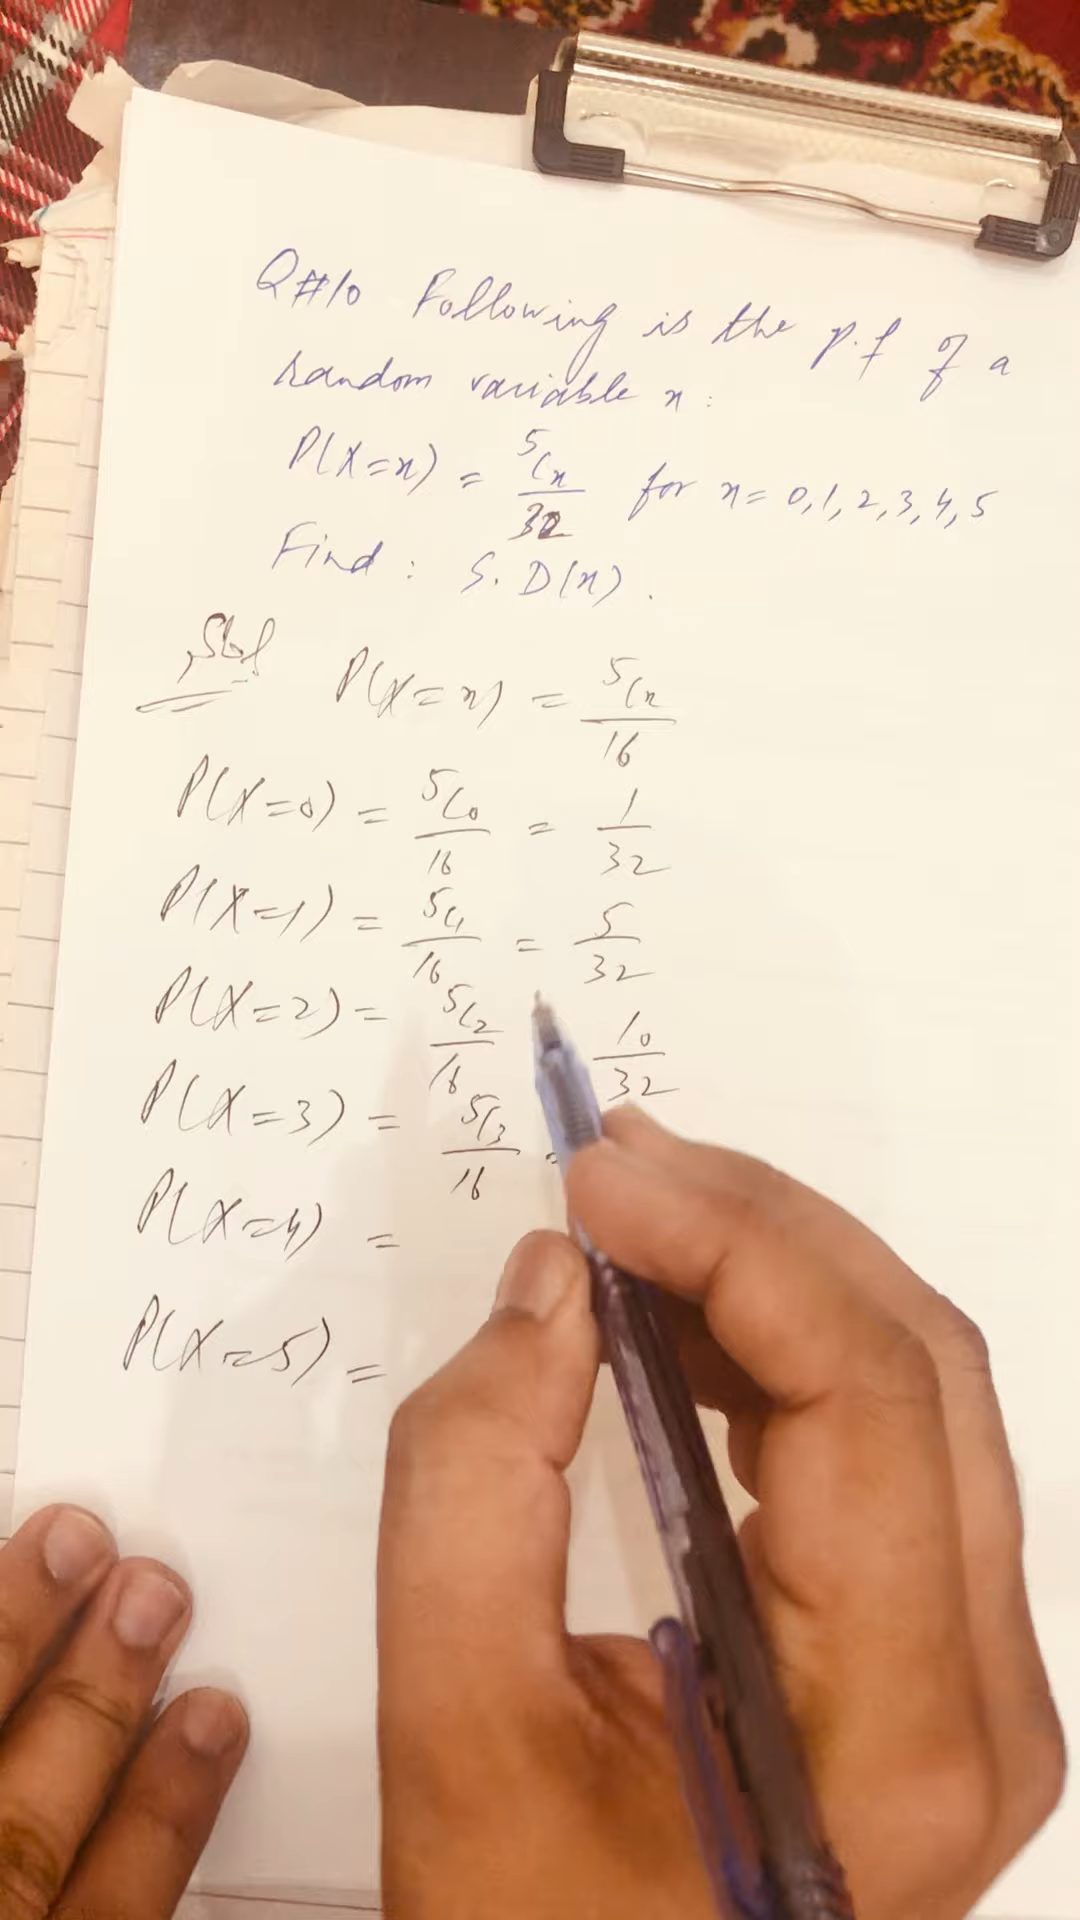 Q#10 Following is the p.f of a
random variable x:
P(X=x) = ⁵Cx/32 for x = 0,1,2,3,4,5
Find: S.D(x).
Sol
P(X=x) = ⁵Cx/16
P(X=0) = ⁵C₀/16 = 1/32
P(X=1) = ⁵C₁/16 = 5/32
P(X=2) = ⁵C₂/16 10/32
P(X=3) = ⁵C₃/16 =
P(X=4) =
P(X=5) =